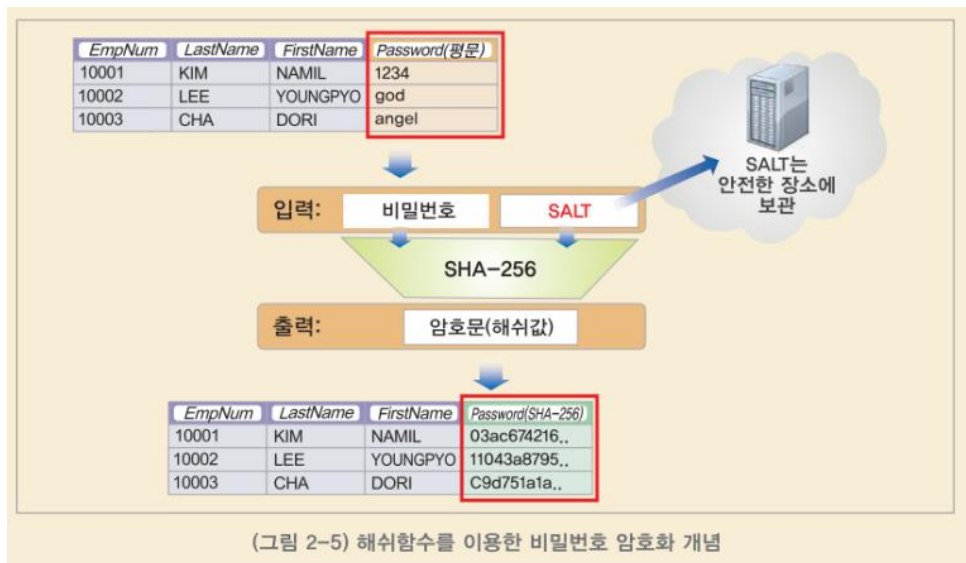 EmpNum LastName FirstName Password(평문)
10001 KIM NAMIL 1234
10002 LEE YOUNGPYO god
10003 CHA DORI angel
SALT는
안전한 장소에
보관
입력: 비밀번호 SALT
SHA-256
출력: 암호문(해쉬값)
EmpNum LastName FirstName Password(SHA-256)
10001 KIM NAMIL 03ac674216..
10002 LEE YOUNGPYO 11043a8795..
10003 CHA DORI C9d751a1a..
(그림 2-5) 해쉬함수를 이용한 비밀번호 암호화 개념